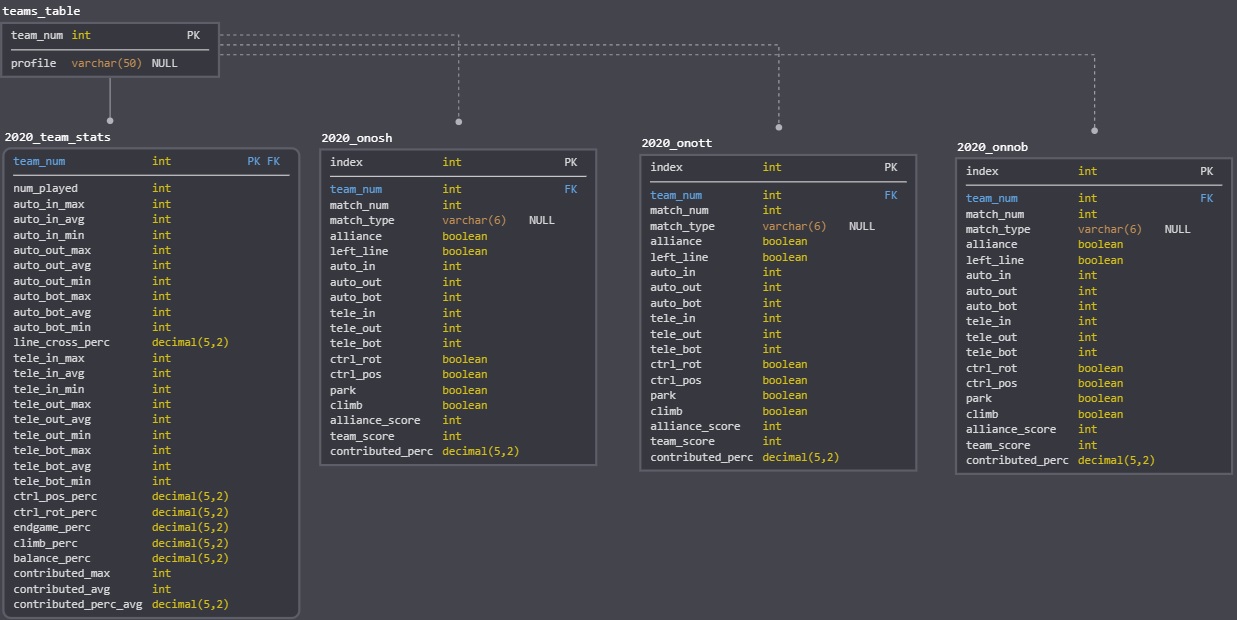 teams_table
team_num int PK
profile varchar(50) NULL
2020_team_stats
team_num int PK FK
num_played int
auto_in_max int
auto_in_avg int
auto_in_min int
auto_out_max int
auto_out_avg int
auto_out_min int
auto_bot_max int
auto_bot_avg int
auto_bot_min int
line_cross_perc decimal(5,2)
tele_in_max int
tele_in_avg int
tele_in_min int
tele_out_max int
tele_out_avg int
tele_out_min int
tele_bot_max int
tele_bot_avg int
tele_bot_min int
ctrl_pos_perc decimal(5,2)
ctrl_rot_perc decimal(5,2)
endgame_perc decimal(5,2)
climb_perc decimal(5,2)
balance_perc decimal(5,2)
contributed_max int
contributed_avg int
contributed_perc_avg decimal(5,2)
2020_onosh
index int PK
team_num int FK
match_num int
match_type varchar(6) NULL
alliance boolean
left_line boolean
auto_in int
auto_out int
auto_bot int
tele_in int
tele_out int
tele_bot int
ctrl_rot boolean
ctrl_pos boolean
park boolean
climb boolean
alliance_score int
team_score int
contributed_perc decimal(5,2)
2020_onott
index int PK
team_num int FK
match_num int
match_type varchar(6) NULL
alliance boolean
left_line boolean
auto_in int
auto_out int
auto_bot int
tele_in int
tele_out int
tele_bot int
ctrl_rot boolean
ctrl_pos boolean
park boolean
climb boolean
alliance_score int
team_score int
contributed_perc decimal(5,2)
2020_onnob
index int PK
team_num int FK
match_num int
match_type varchar(6) NULL
alliance boolean
left_line boolean
auto_in int
auto_out int
auto_bot int
tele_in int
tele_out int
tele_bot int
ctrl_rot boolean
ctrl_pos boolean
park boolean
climb boolean
alliance_score int
team_score int
contributed_perc decimal(5,2)